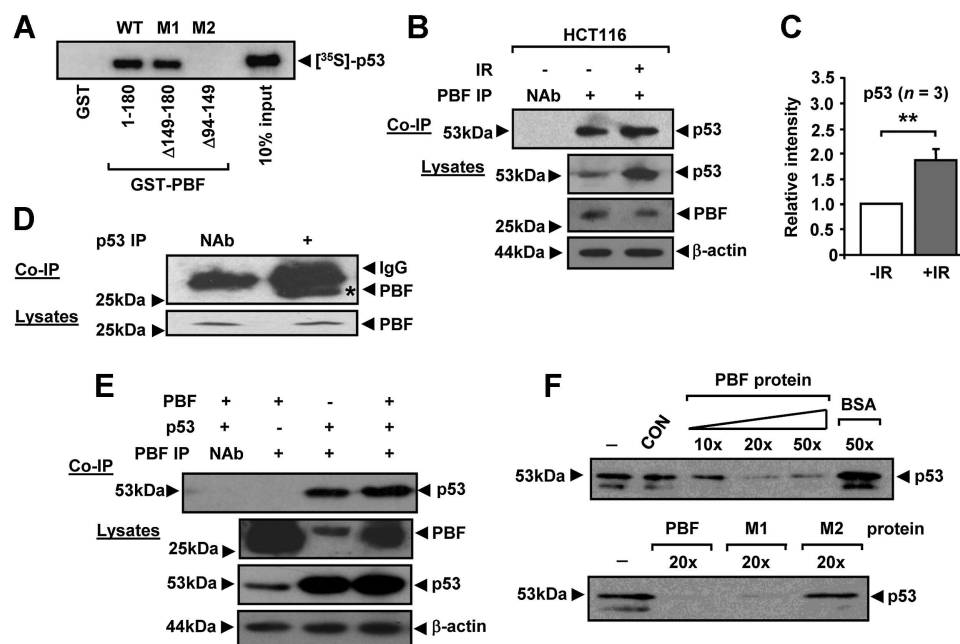 A
WT M1 M2
[³⁵S]-p53
GST
1-180
Δ149-180
Δ94-149
10% input
GST-PBF
B
HCT116
IR - - +
PBF IP NAb + +
Co-IP 53kDa p53
Lysates 53kDa p53
25kDa PBF
44kDa β-actin
C
p53 (n = 3)
**
Relative intensity
3.5
3.0
2.5
2.0
1.5
1.0
0.5
0
-IR +IR
D
p53 IP NAb +
Co-IP IgG
* PBF
25kDa
Lysates 25kDa PBF
E
PBF + + - +
p53 + - + +
PBF IP NAb + + +
Co-IP
53kDa p53
Lysates PBF
25kDa
53kDa p53
44kDa β-actin
F
PBF protein
BSA
– CON 10x 20x 50x 50x
53kDa p53
PBF M1 M2 protein
– 20x 20x 20x
53kDa p53